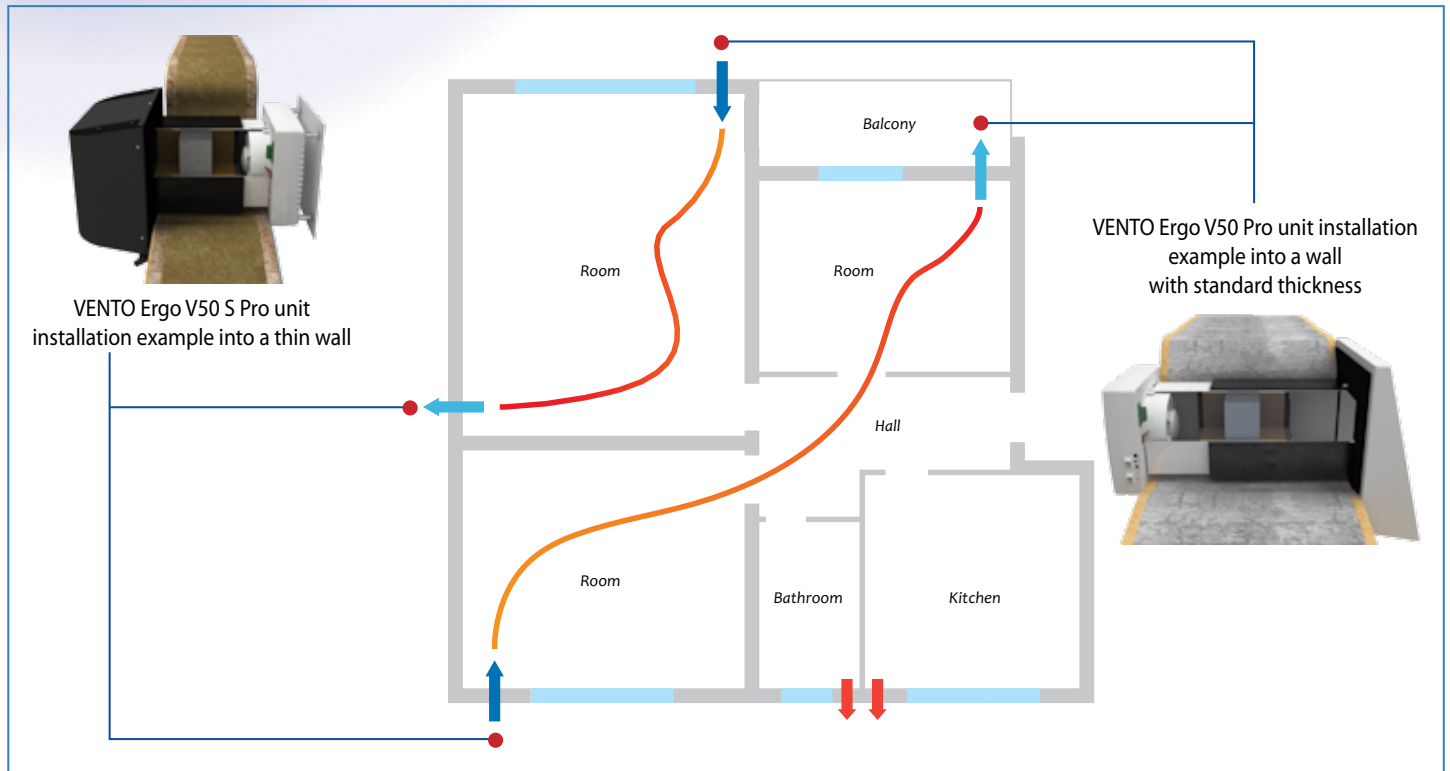 VENTO Ergo V50 S Pro unit
installation example into a thin wall
Balcony
Room
Room
Hall
Room
Bathroom
Kitchen
VENTO Ergo V50 Pro unit installation
example into a wall
with standard thickness